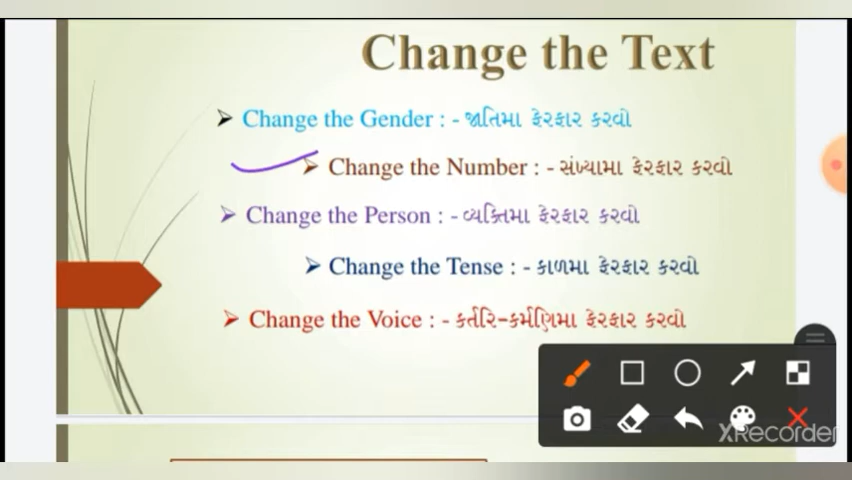 Change the Text
➢ Change the Gender : - જાતિમા ફેરફાર કરવો
➢ Change the Number : - સંખ્યામા ફેરફાર કરવો
➢ Change the Person : - વ્યક્તિમા ફેરફાર કરવો
➢ Change the Tense : - કાળમા ફેરફાર કરવો
➢ Change the Voice : - કર્તરિ-કર્મણિમા ફેરફાર કરવો
XRecorder